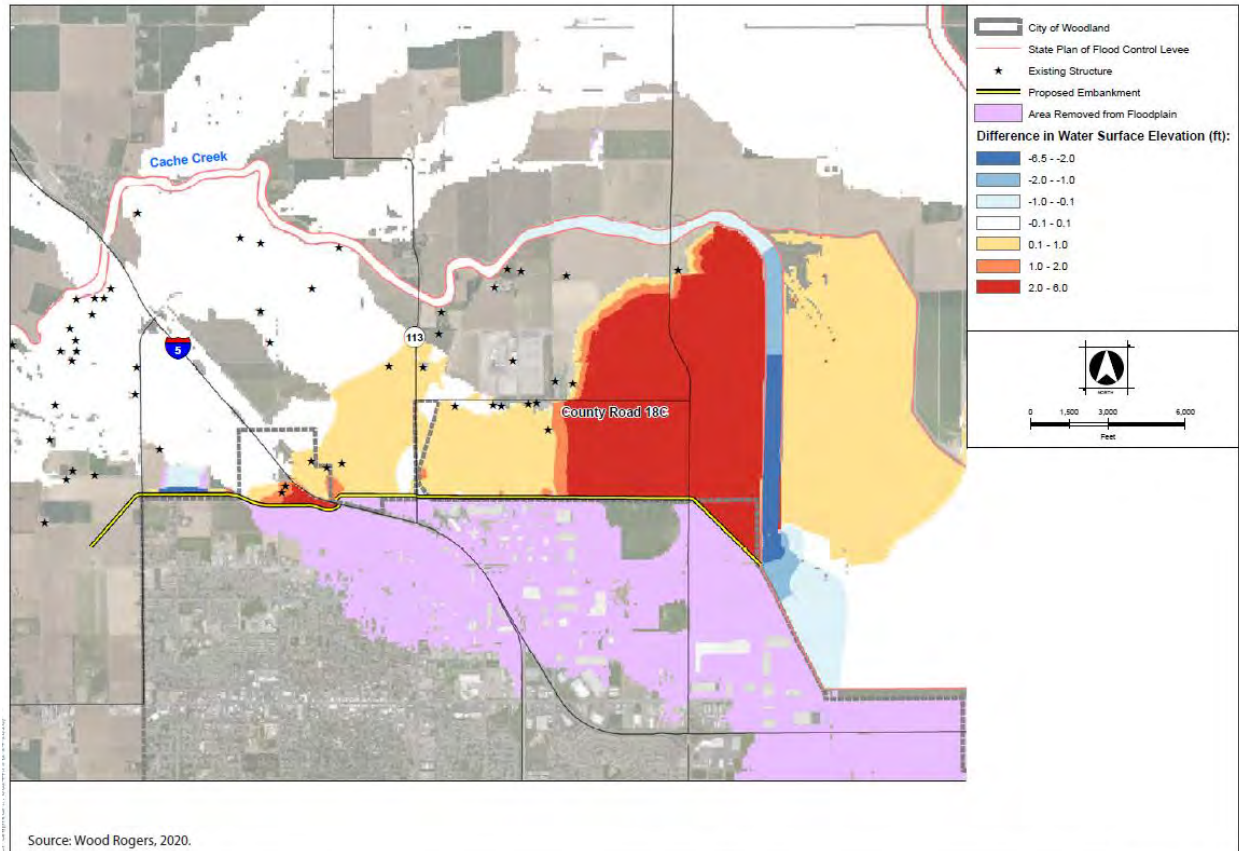 Cache Creek
5
113
County Road 18C
City of Woodland
State Plan of Flood Control Levee
Existing Structure
Proposed Embankment
Area Removed from Floodplain
Difference in Water Surface Elevation (ft):
-6.5 - -2.0
-2.0 - -1.0
-1.0 - -0.1
-0.1 - 0.1
0.1 - 1.0
1.0 - 2.0
2.0 - 6.0
NORTH
0 1,500 3,000 6,000
Feet
Source: Wood Rogers, 2020.